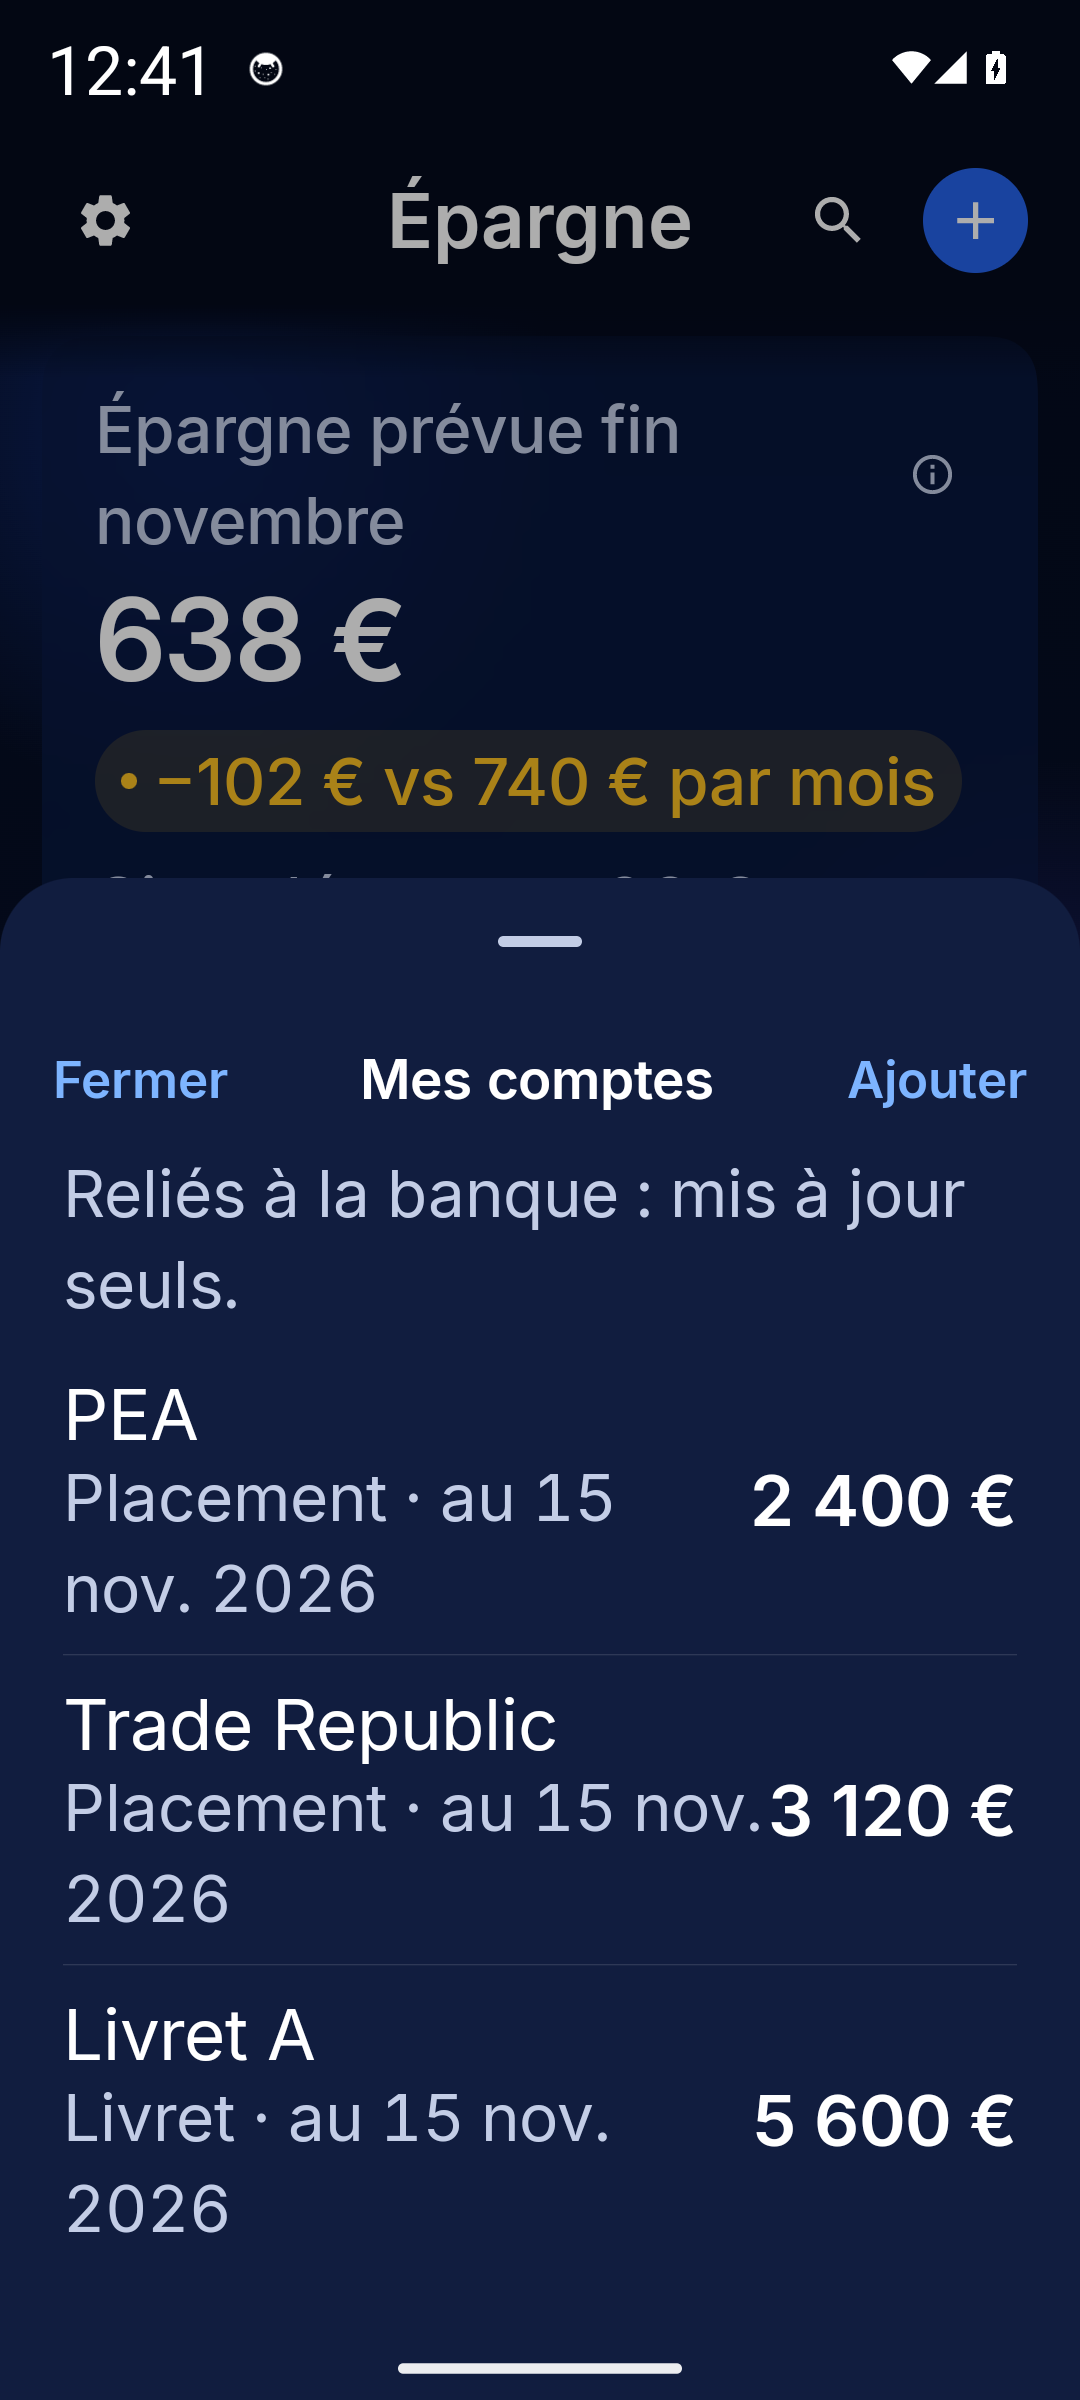 12:41
Épargne
Épargne prévue fin
novembre
638 €
• −102 € vs 740 € par mois
Fermer
Mes comptes
Ajouter
Reliés à la banque : mis à jour
seuls.
PEA
Placement · au 15
nov. 2026
2 400 €
Trade Republic
Placement · au 15 nov.
2026
3 120 €
Livret A
Livret · au 15 nov.
2026
5 600 €